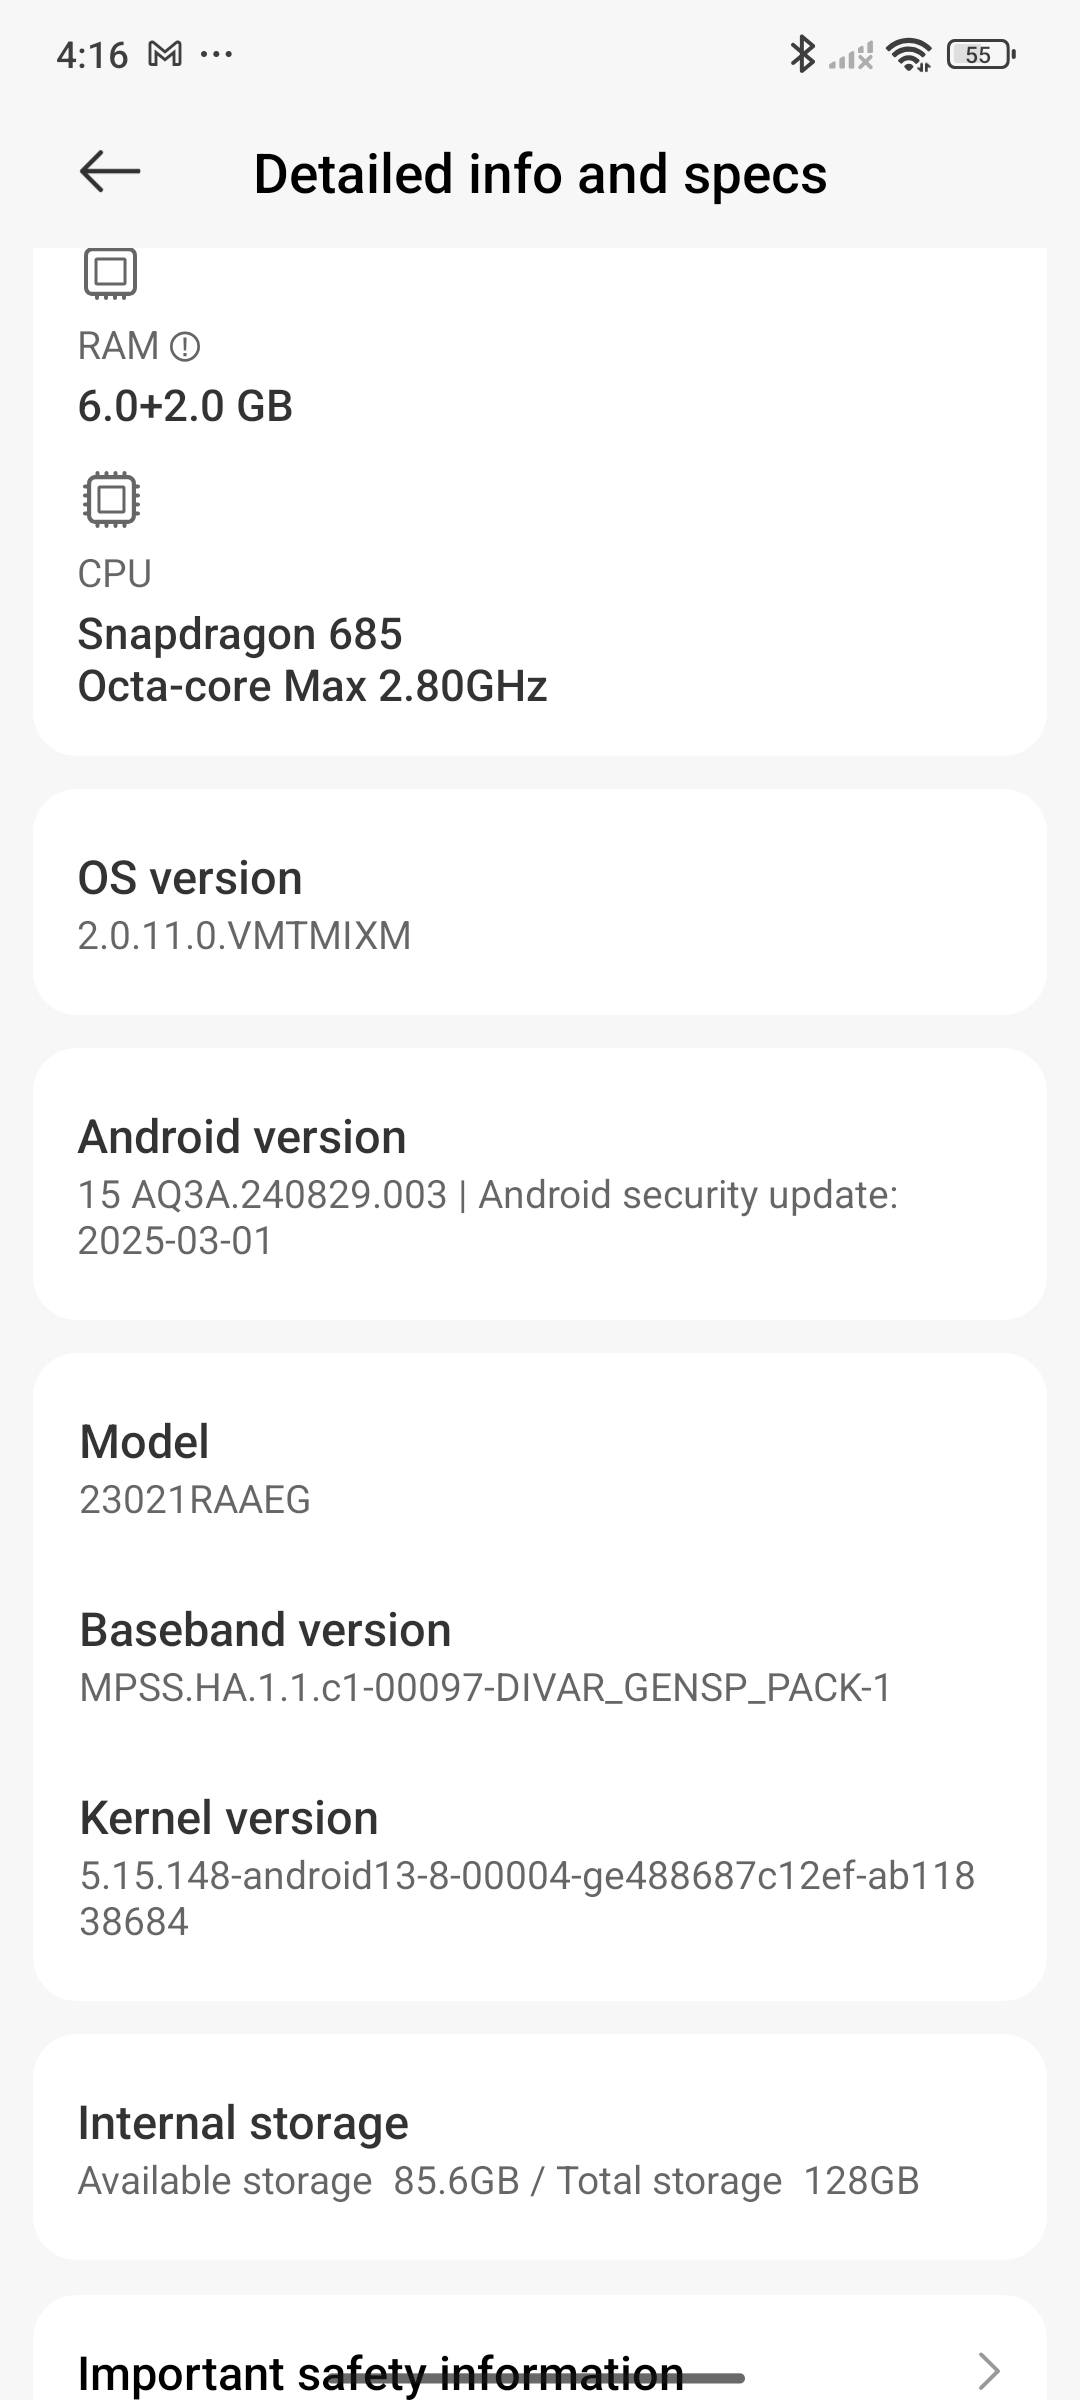 4:16
55
Detailed info and specs
RAM
6.0+2.0 GB
CPU
Snapdragon 685
Octa-core Max 2.80GHz
OS version
2.0.11.0.VMTMIXM
Android version
15 AQ3A.240829.003 | Android security update:
2025-03-01
Model
23021RAAEG
Baseband version
MPSS.HA.1.1.c1-00097-DIVAR_GENSP_PACK-1
Kernel version
5.15.148-android13-8-00004-ge488687c12ef-ab118
38684
Internal storage
Available storage  85.6GB / Total storage  128GB
Important safety information